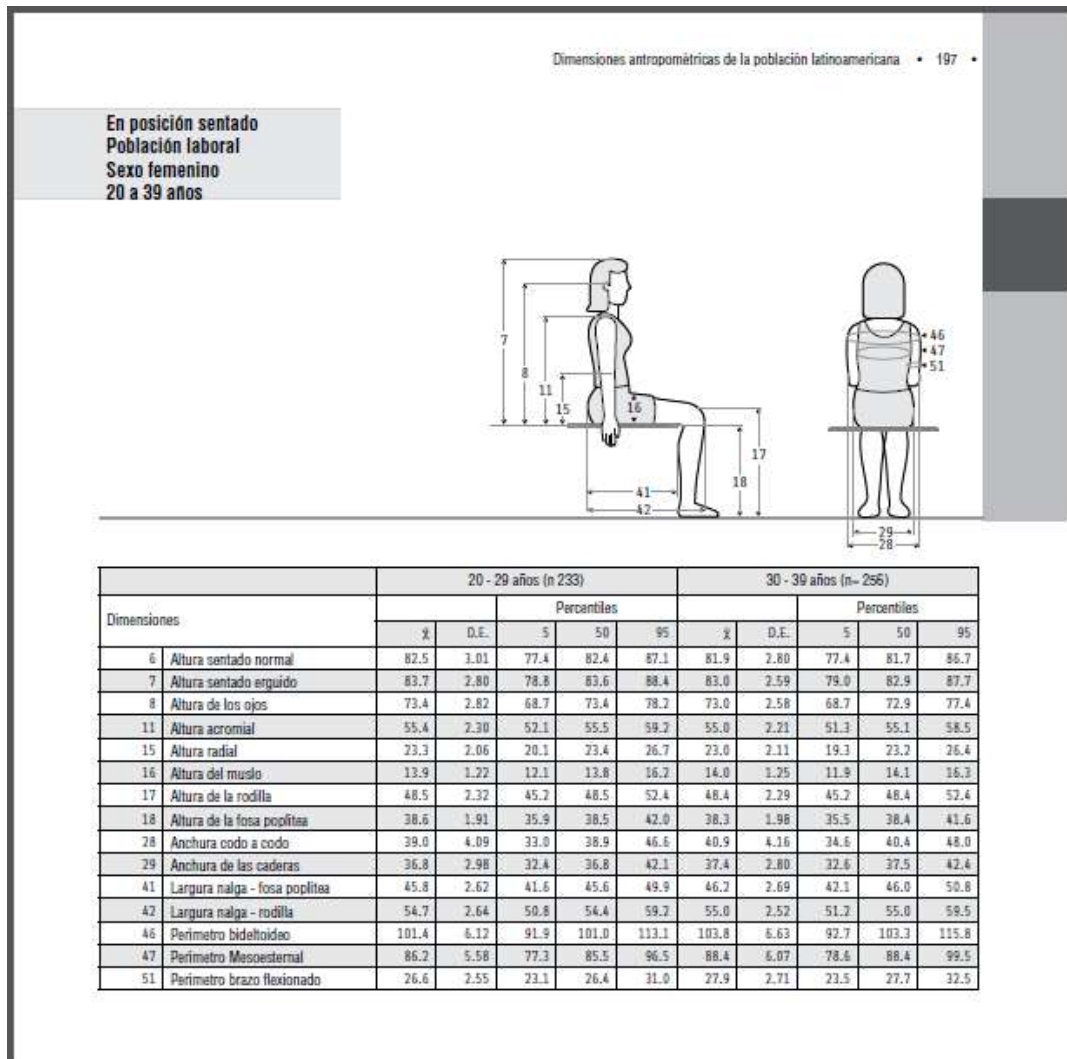 Dimensiones antropométricas de la población latinoamericana • 197 •
En posición sentado
Población laboral
Sexo femenino
20 a 39 años
7
8
11
15
16
17
18
41
42
46
47
51
29
28
20 - 29 años (n 233) 30 - 39 años (n= 256)
Dimensiones Percentiles Percentiles
x̄ D.E. 5 50 95 x̄ D.E. 5 50 95
6 Altura sentado normal 82.5 3.01 77.4 82.4 87.1 81.9 2.80 77.4 81.7 86.7
7 Altura sentado erguido 83.7 2.80 78.8 83.6 88.4 83.0 2.59 79.0 82.9 87.7
8 Altura de los ojos 73.4 2.82 68.7 73.4 78.2 73.0 2.58 68.7 72.9 77.4
11 Altura acromial 55.4 2.30 52.1 55.5 59.2 55.0 2.21 51.3 55.1 58.5
15 Altura radial 23.3 2.06 20.1 23.4 26.7 23.0 2.11 19.3 23.2 26.4
16 Altura del muslo 13.9 1.22 12.1 13.8 16.2 14.0 1.25 11.9 14.1 16.3
17 Altura de la rodilla 48.5 2.32 45.2 48.5 52.4 48.4 2.29 45.2 48.4 52.4
18 Altura de la fosa poplítea 38.6 1.91 35.9 38.5 42.0 38.3 1.98 35.5 38.4 41.6
28 Anchura codo a codo 39.0 4.09 33.0 38.9 46.6 40.9 4.16 34.6 40.4 48.0
29 Anchura de las caderas 36.8 2.98 32.4 36.8 42.1 37.4 2.80 32.6 37.5 42.4
41 Largura nalga - fosa poplítea 45.8 2.62 41.6 45.6 49.9 46.2 2.69 42.1 46.0 50.8
42 Largura nalga - rodilla 54.7 2.64 50.8 54.4 59.2 55.0 2.52 51.2 55.0 59.5
46 Perimetro bideltoideo 101.4 6.12 91.9 101.0 113.1 103.8 6.63 92.7 103.3 115.8
47 Perimetro Mesoesternal 86.2 5.58 77.3 85.5 96.5 88.4 6.07 78.6 88.4 99.5
51 Perimetro brazo flexionado 26.6 2.55 23.1 26.4 31.0 27.9 2.71 23.5 27.7 32.5